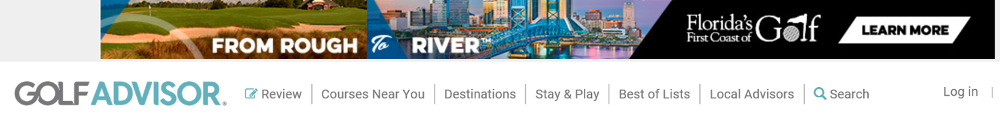 FROM ROUGH To RIVER™
Florida's
First Coast of Golf
LEARN MORE
GOLFADVISOR®
Review
Courses Near You
Destinations
Stay & Play
Best of Lists
Local Advisors
Search
Log in